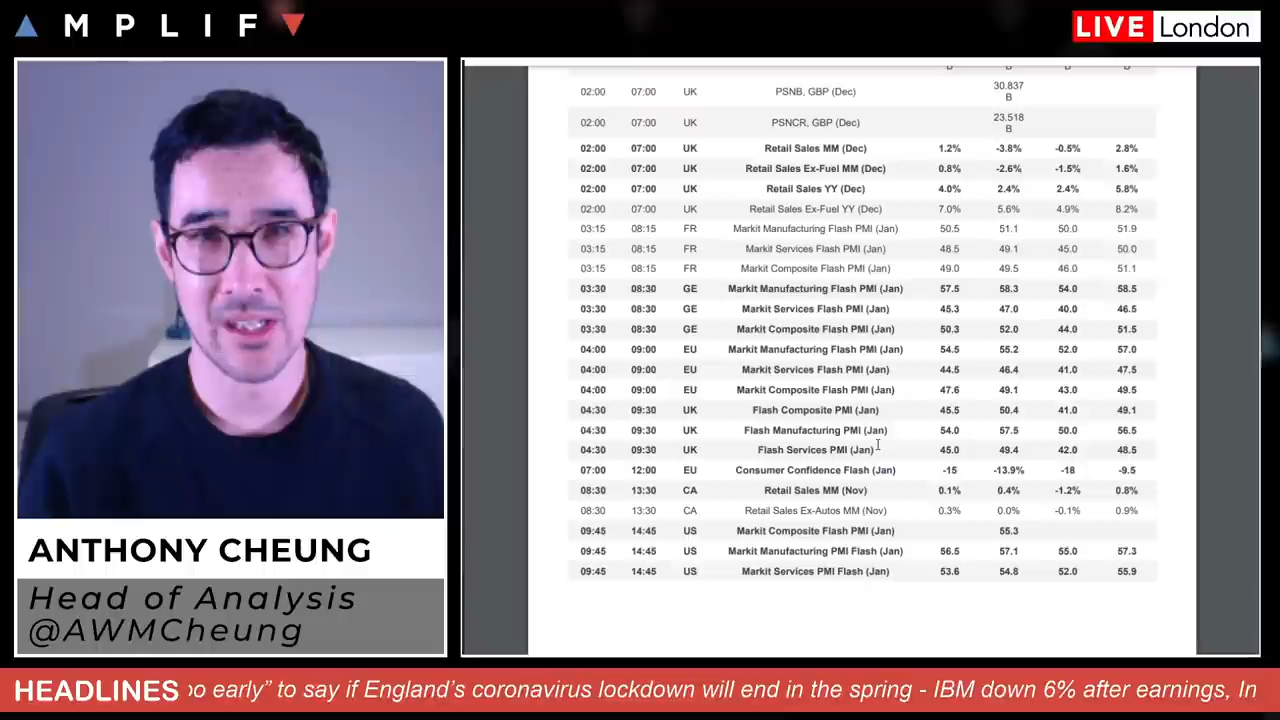 AMPLIFY
LIVE London
30.837
02:00 07:00 UK PSNB, GBP (Dec)
B
23.518
02:00 07:00 UK PSNCR, GBP (Dec)
B
02:00 07:00 UK Retail Sales MM (Dec) 1.2% -3.8% -0.5% 2.8%
02:00 07:00 UK Retail Sales Ex-Fuel MM (Dec) 0.8% -2.6% -1.5% 1.6%
02:00 07:00 UK Retail Sales YY (Dec) 4.0% 2.4% 2.4% 5.8%
02:00 07:00 UK Retail Sales Ex-Fuel YY (Dec) 7.0% 5.6% 4.9% 8.2%
03:15 08:15 FR Markit Manufacturing Flash PMI (Jan) 50.5 51.1 50.0 51.9
03:15 08:15 FR Markit Services Flash PMI (Jan) 48.5 49.1 45.0 50.0
03:15 08:15 FR Markit Composite Flash PMI (Jan) 49.0 49.5 46.0 51.1
03:30 08:30 GE Markit Manufacturing Flash PMI (Jan) 57.5 58.3 54.0 58.5
03:30 08:30 GE Markit Services Flash PMI (Jan) 45.3 47.0 40.0 46.5
03:30 08:30 GE Markit Composite Flash PMI (Jan) 50.3 52.0 44.0 51.5
04:00 09:00 EU Markit Manufacturing Flash PMI (Jan) 54.5 55.2 52.0 57.0
04:00 09:00 EU Markit Services Flash PMI (Jan) 44.5 46.4 41.0 47.5
04:00 09:00 EU Markit Composite Flash PMI (Jan) 47.6 49.1 43.0 49.5
04:30 09:30 UK Flash Composite PMI (Jan) 45.5 50.4 41.0 49.1
04:30 09:30 UK Flash Manufacturing PMI (Jan) 54.0 57.5 50.0 56.5
04:30 09:30 UK Flash Services PMI (Jan) 45.0 49.4 42.0 48.5
07:00 12:00 EU Consumer Confidence Flash (Jan) -15 -13.9% -18 -9.5
08:30 13:30 CA Retail Sales MM (Nov) 0.1% 0.4% -1.2% 0.8%
08:30 13:30 CA Retail Sales Ex-Autos MM (Nov) 0.3% 0.0% -0.1% 0.9%
09:45 14:45 US Markit Composite Flash PMI (Jan) 55.3
09:45 14:45 US Markit Manufacturing PMI Flash (Jan) 56.5 57.1 55.0 57.3
09:45 14:45 US Markit Services PMI Flash (Jan) 53.6 54.8 52.0 55.9
ANTHONY CHEUNG
Head of Analysis
@AWMCheung
HEADLINES early” to say if England’s coronavirus lockdown will end in the spring - IBM down 6% after earnings, In